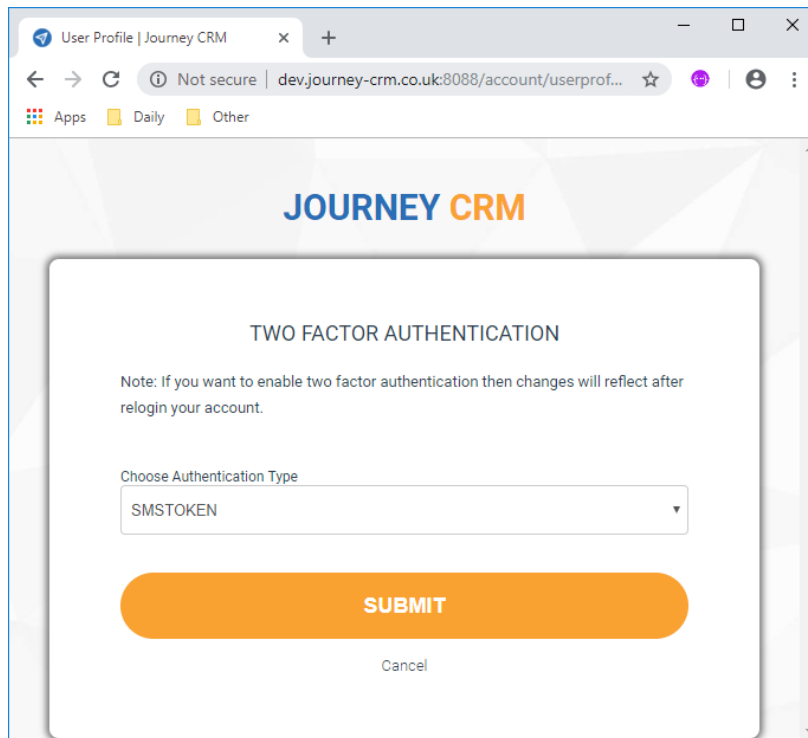 User Profile | Journey CRM
Not secure | dev.journey-crm.co.uk:8088/account/userprof...
Apps Daily Other
JOURNEY CRM
TWO FACTOR AUTHENTICATION
Note: If you want to enable two factor authentication then changes will reflect after
relogin your account.
Choose Authentication Type
SMSTOKEN
SUBMIT
Cancel